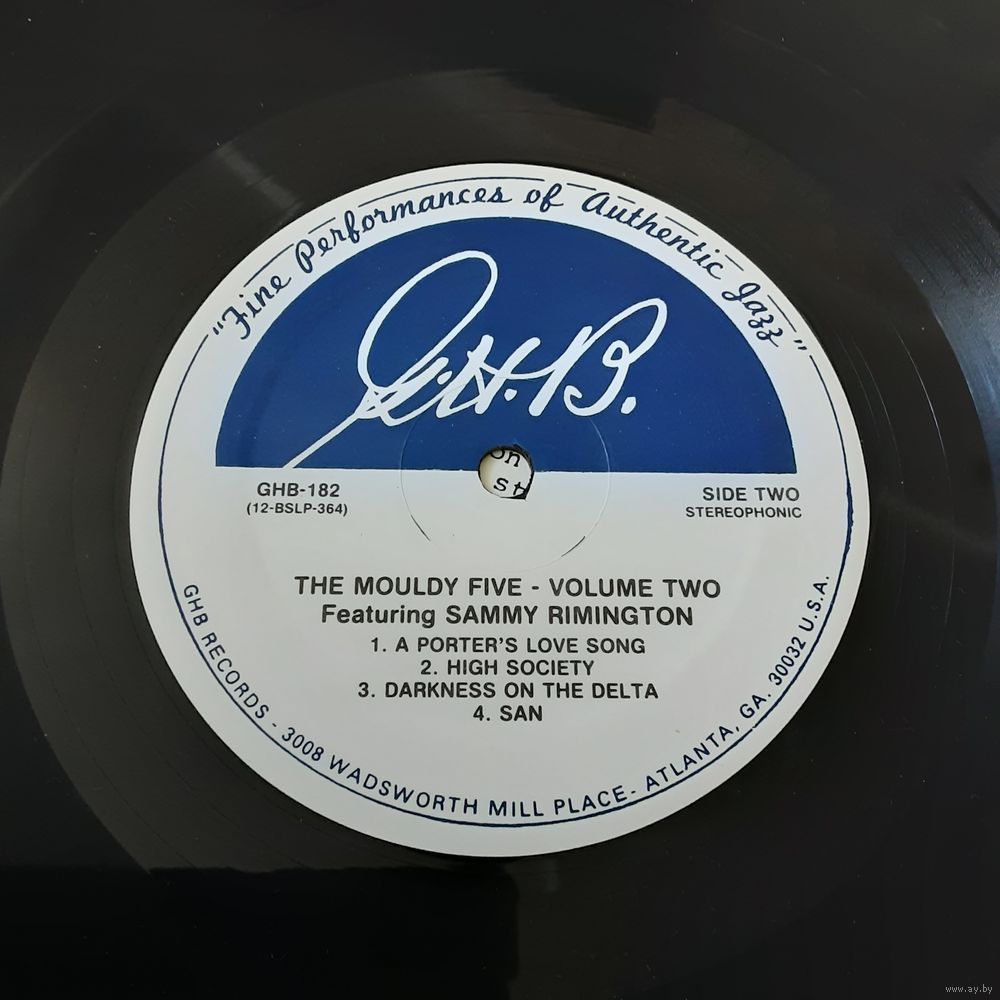 "Fine Performances of Authentic Jazz"
G.H.B.
GHB-182
(12-BSLP-364)
SIDE TWO
STEREOPHONIC
THE MOULDY FIVE - VOLUME TWO
Featuring SAMMY RIMINGTON
1. A PORTER'S LOVE SONG
2. HIGH SOCIETY
3. DARKNESS ON THE DELTA
4. SAN
GHB RECORDS - 3008 WADSWORTH MILL PLACE - ATLANTA, GA. 30032 U.S.A.
www.ay.by